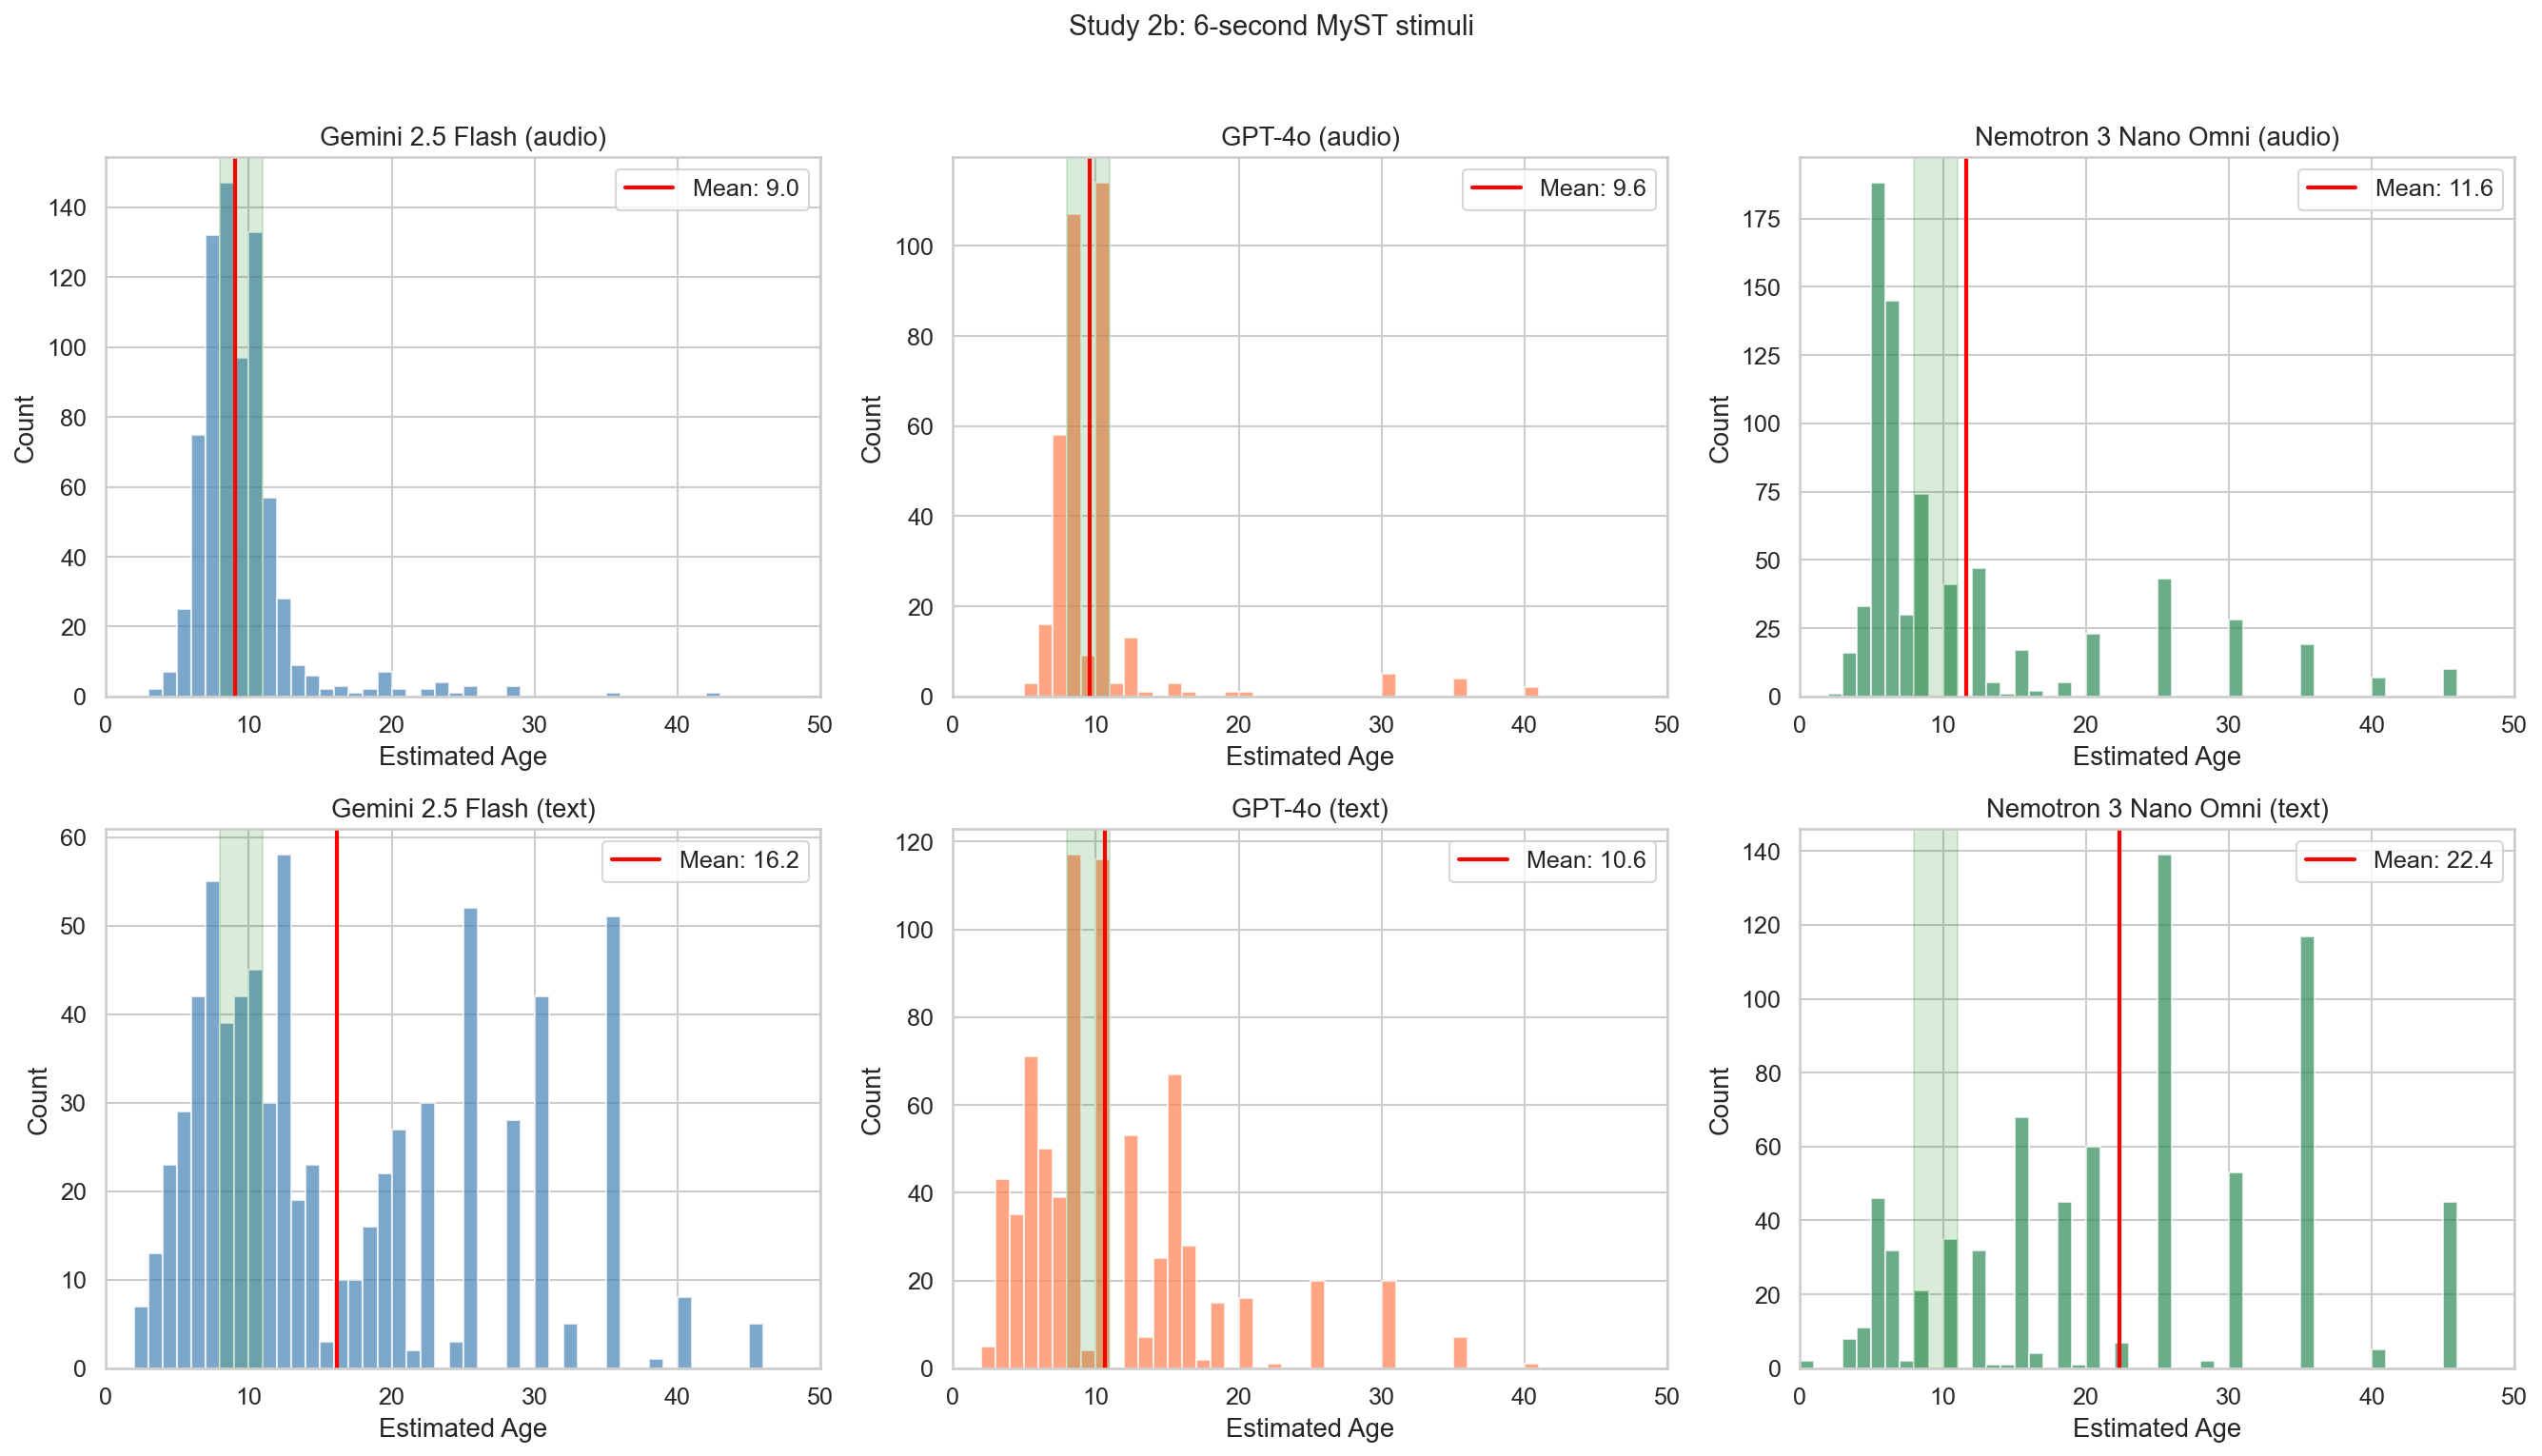 Study 2b: 6-second MyST stimuli
Gemini 2.5 Flash (audio)
Mean: 9.0
Count
0
20
40
60
80
100
120
140
0 10 20 30 40 50
Estimated Age
GPT-4o (audio)
Mean: 9.6
Count
0
20
40
60
80
100
0 10 20 30 40 50
Estimated Age
Nemotron 3 Nano Omni (audio)
Mean: 11.6
Count
0
25
50
75
100
125
150
175
0 10 20 30 40 50
Estimated Age
Gemini 2.5 Flash (text)
Mean: 16.2
Count
0
10
20
30
40
50
60
0 10 20 30 40 50
Estimated Age
GPT-4o (text)
Mean: 10.6
Count
0
20
40
60
80
100
120
0 10 20 30 40 50
Estimated Age
Nemotron 3 Nano Omni (text)
Mean: 22.4
Count
0
20
40
60
80
100
120
140
0 10 20 30 40 50
Estimated Age